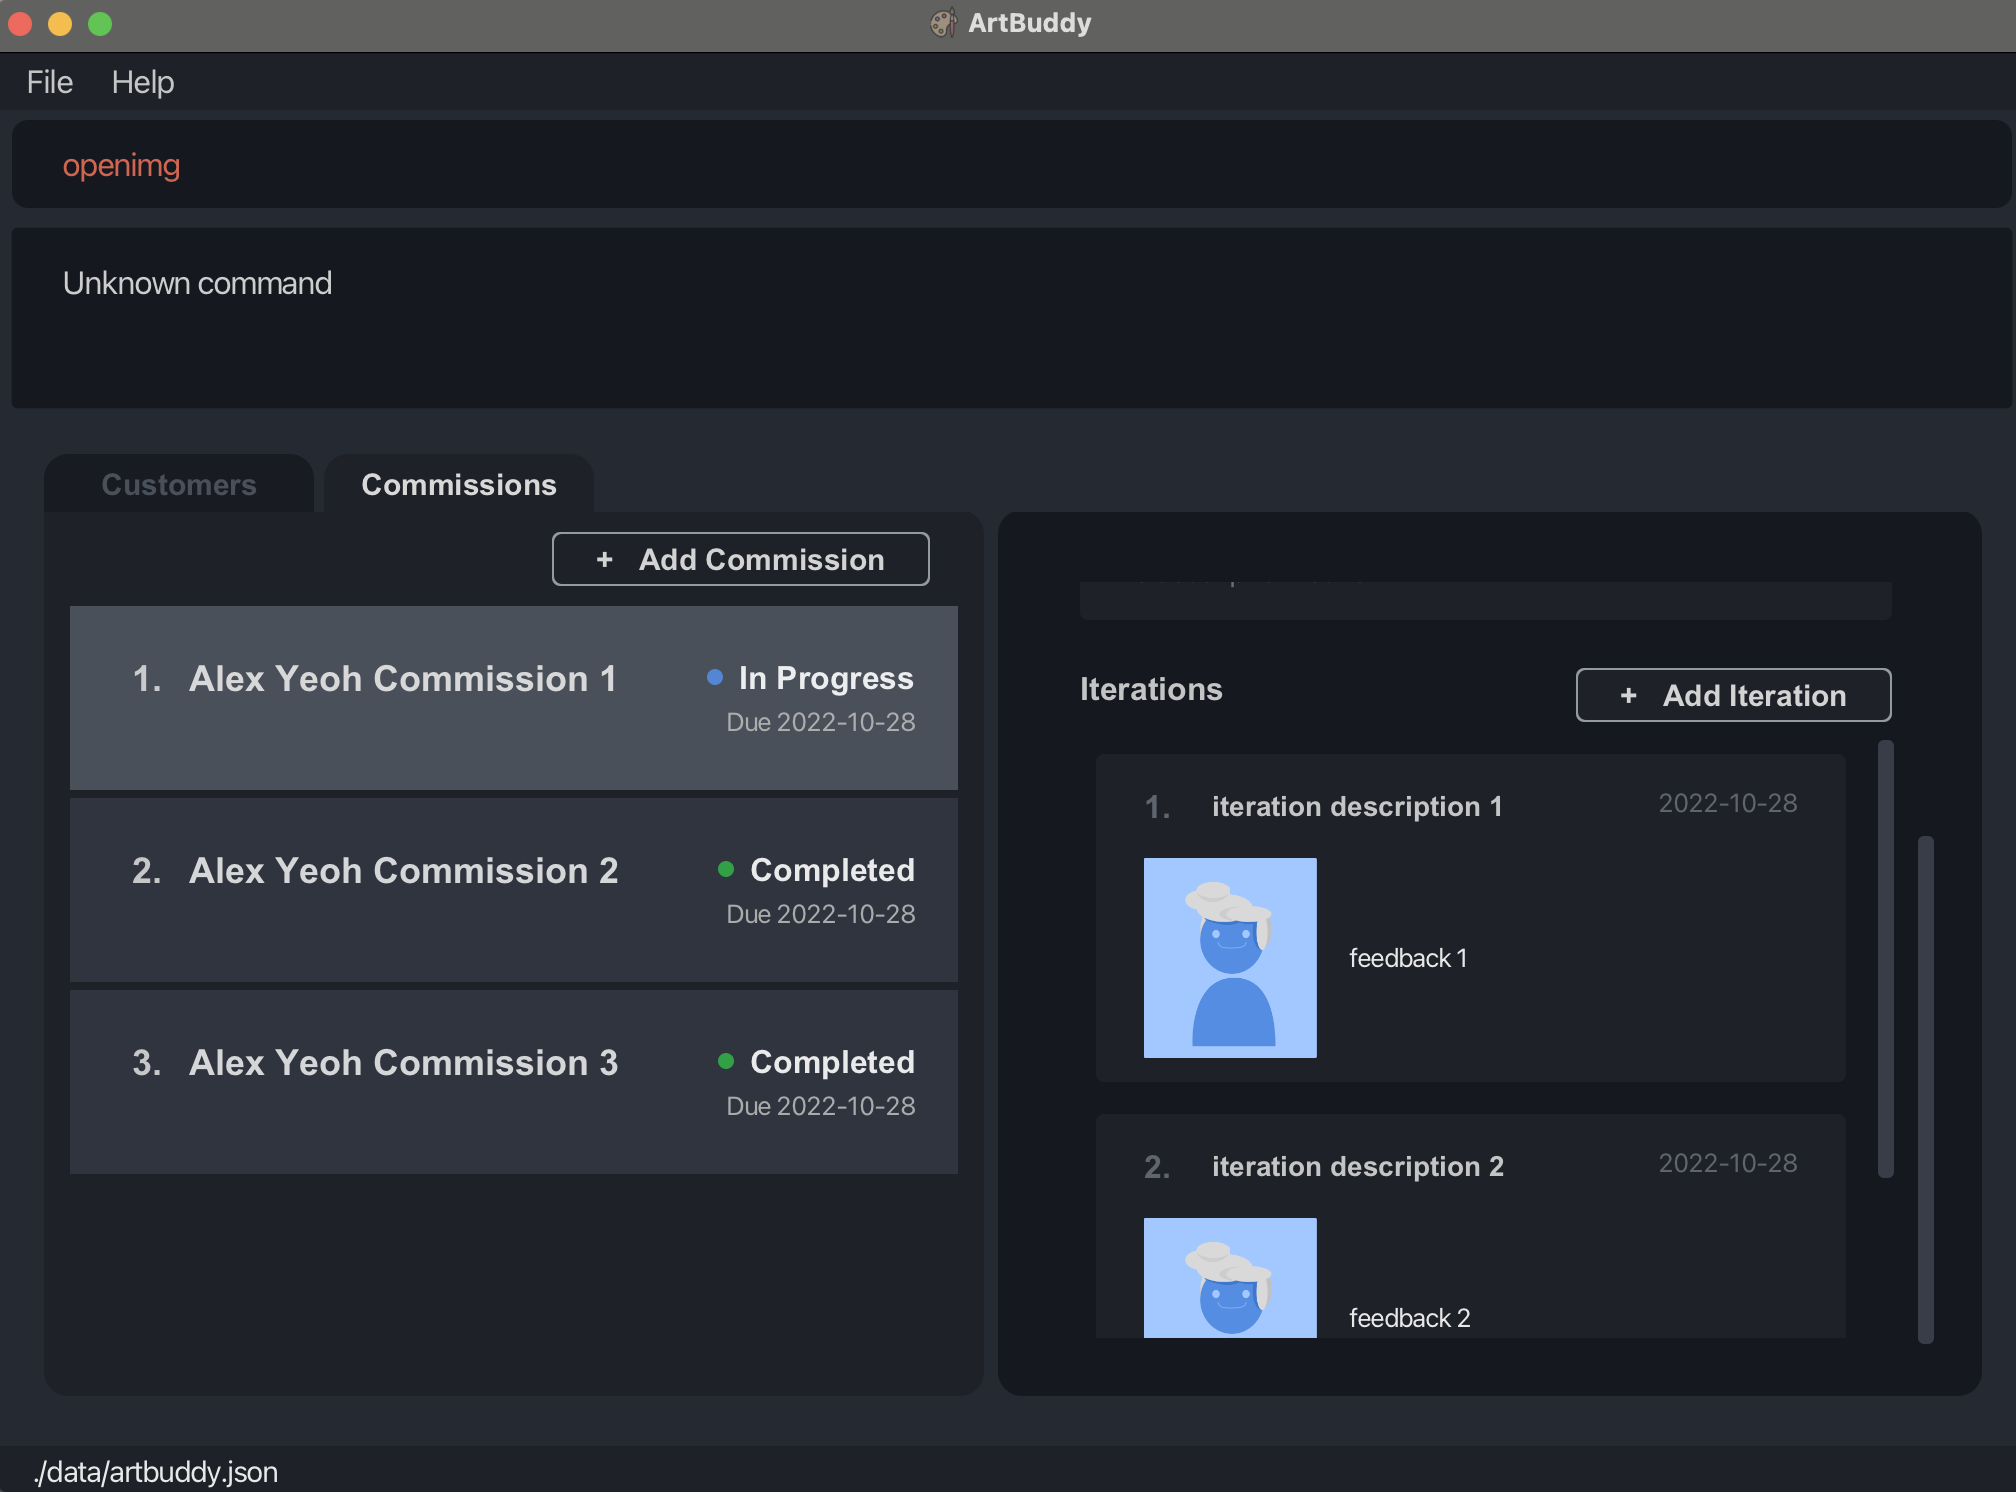 ArtBuddy
File Help
openimg
Unknown command
Customers Commissions
+ Add Commission
1. Alex Yeoh Commission 1
In Progress
Due 2022-10-28
2. Alex Yeoh Commission 2
Completed
Due 2022-10-28
3. Alex Yeoh Commission 3
Completed
Due 2022-10-28
Iterations
+ Add Iteration
1. iteration description 1 2022-10-28
feedback 1
2. iteration description 2 2022-10-28
feedback 2
./data/artbuddy.json